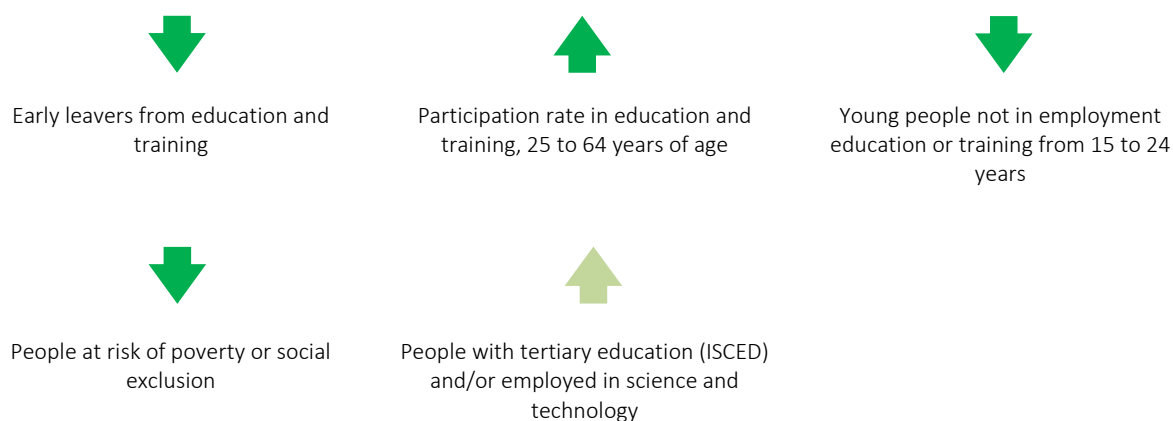 Early leavers from education and
training
Participation rate in education and
training, 25 to 64 years of age
Young people not in employment
education or training from 15 to 24
years
People at risk of poverty or social
exclusion
People with tertiary education (ISCED)
and/or employed in science and
technology